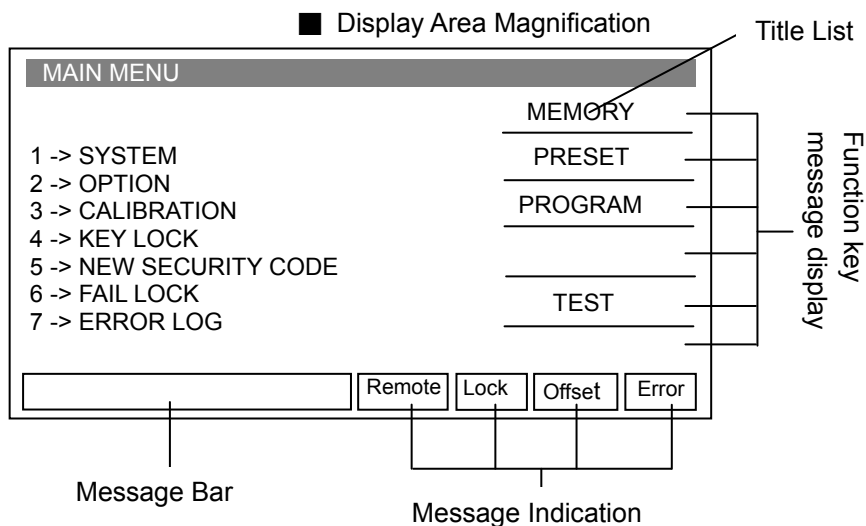 ■ Display Area Magnification
Title List
MAIN MENU
MEMORY
1 -> SYSTEM
PRESET
2 -> OPTION
3 -> CALIBRATION
PROGRAM
4 -> KEY LOCK
5 -> NEW SECURITY CODE
6 -> FAIL LOCK
TEST
7 -> ERROR LOG
Function key
message display
Remote
Lock
Offset
Error
Message Bar
Message Indication